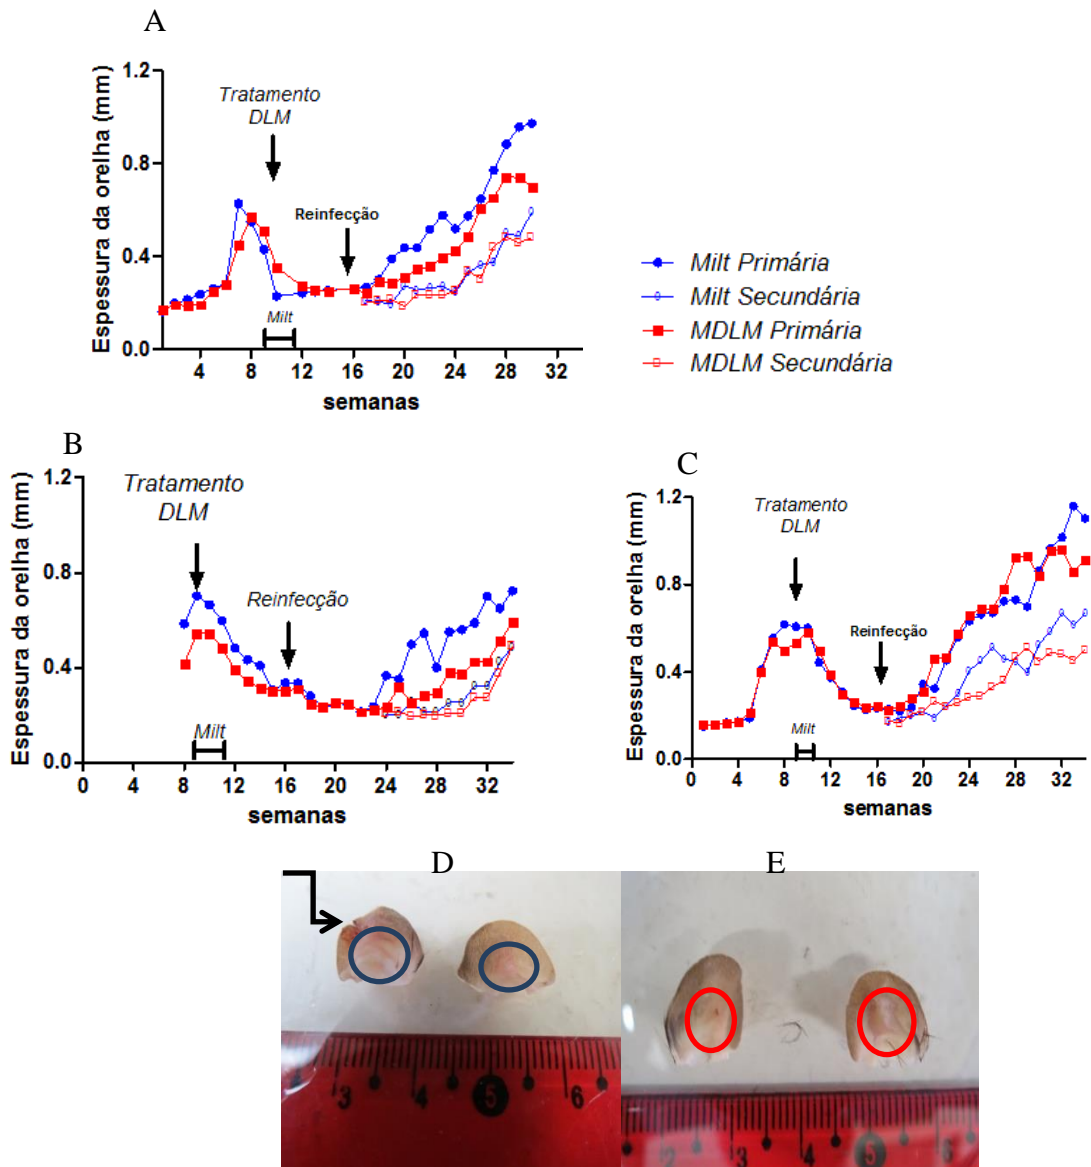 A
Espessura da orelha (mm)
1.2
0.8
0.4
0.0
Tratamento
DLM
Reinfecção
Milt
4 8 12 16 20 24 28 32
semanas
Milt Primária
Milt Secundária
MDLM Primária
MDLM Secundária
B
Espessura da orelha (mm)
1.2
0.8
0.4
0.0
Tratamento
DLM
Reinfecção
Milt
0 4 8 12 16 20 24 28 32
semanas
C
Espessura da orelha (mm)
1.2
0.8
0.4
0.0
Tratamento
DLM
Reinfecção
Milt
0 4 8 12 16 20 24 28 32
semanas
D
3 4 5 6
E
2 3 4 5 6